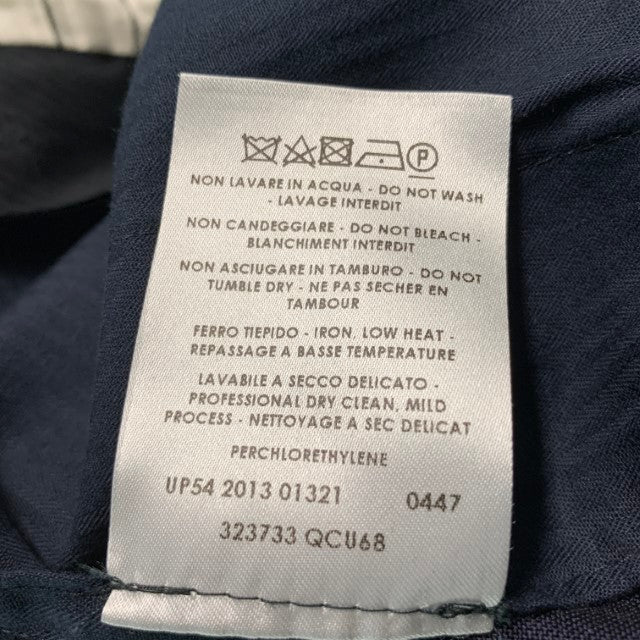 P
NON LAVARE IN ACQUA - DO NOT WASH
- LAVAGE INTERDIT
NON CANDEGGIARE - DO NOT BLEACH -
BLANCHIMENT INTERDIT
NON ASCIUGARE IN TAMBURO - DO NOT
TUMBLE DRY - NE PAS SECHER EN
TAMBOUR
FERRO TIEPIDO - IRON, LOW HEAT -
REPASSAGE A BASSE TEMPERATURE
LAVABILE A SECCO DELICATO -
PROFESSIONAL DRY CLEAN, MILD
PROCESS - NETTOYAGE A SEC DELICAT
PERCHLORETHYLENE
UP54 2013 01321 0447
323733 QCU68